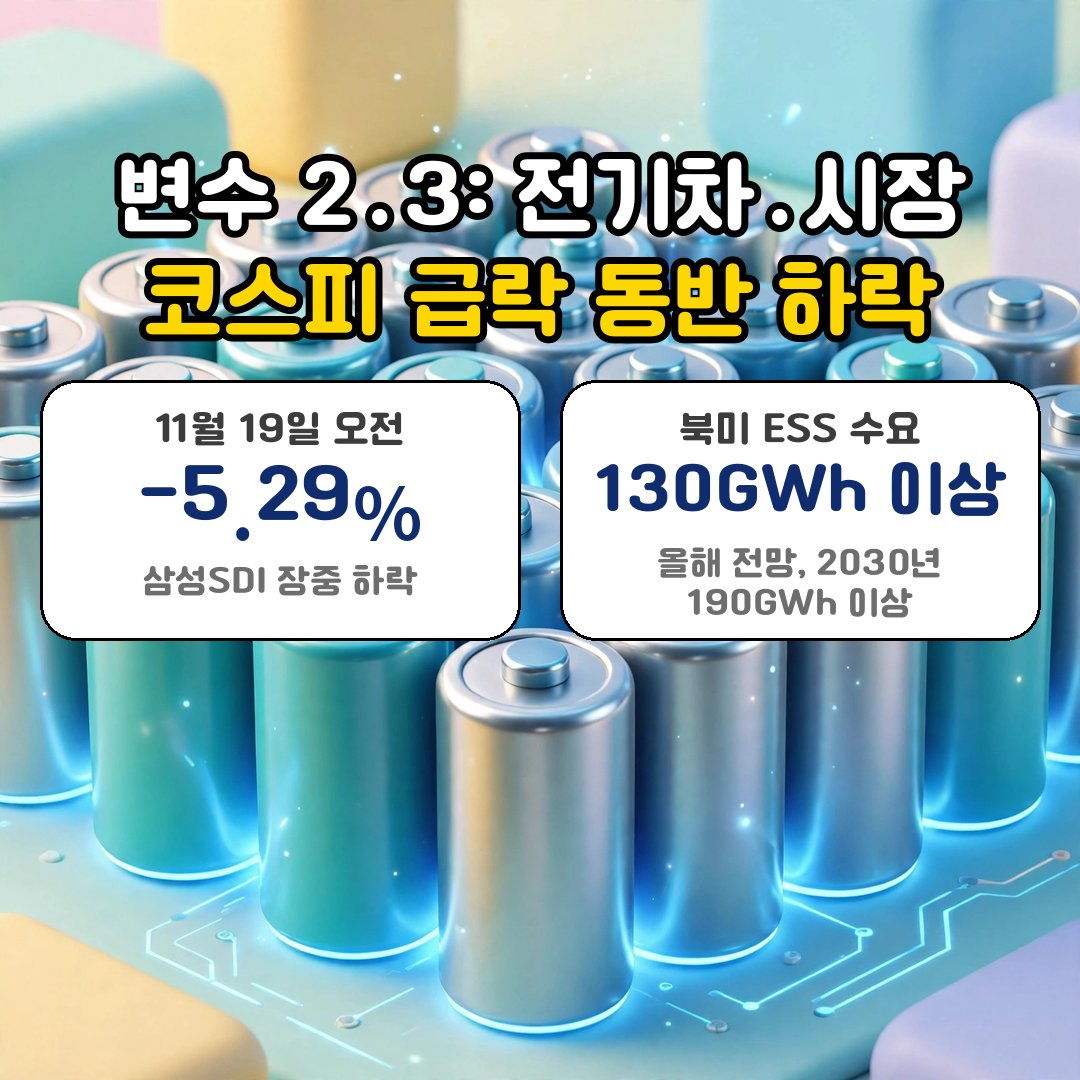 변수 2.3: 전기차.시장
코스피 급락 동반 하락
11월 19일 오전
-5.29%
삼성SDI 장중 하락
북미 ESS 수요
130GWh 이상
올해 전망, 2030년
190GWh 이상